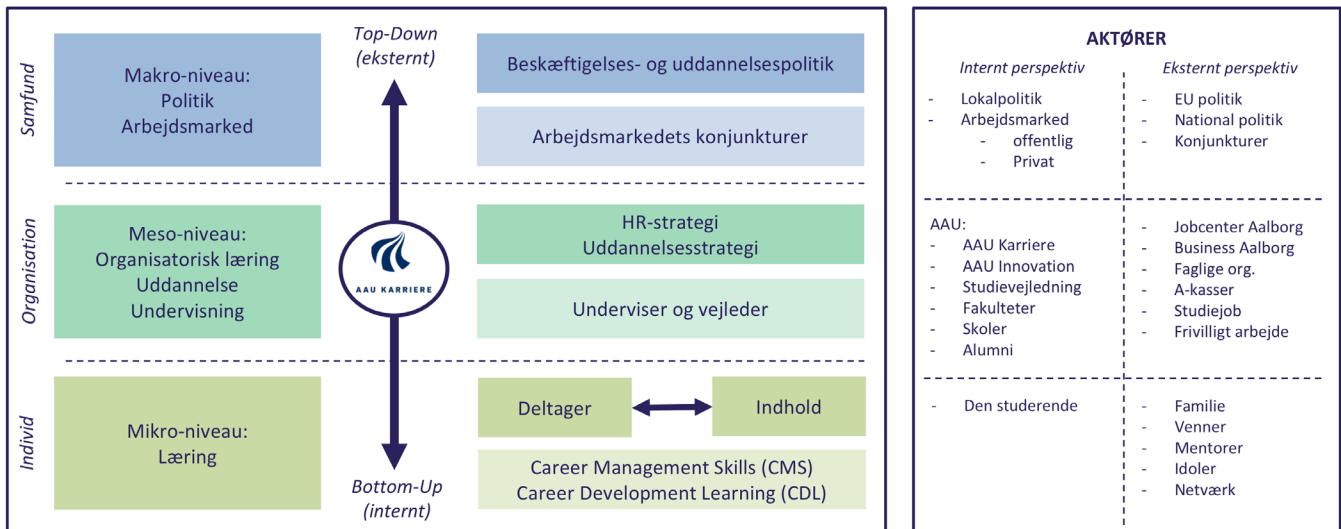 Samfund
Makro-niveau:
Politik
Arbejdsmarked
Top-Down
(eksternt)
Beskæftigelses- og uddannelsespolitik
Arbejdsmarkedets konjunkturer
Organisation
Meso-niveau:
Organisatorisk læring
Uddannelse
Undervisning
AAU KARRIERE
HR-strategi
Uddannelsesstrategi
Underviser og vejleder
Individ
Mikro-niveau:
Læring
Bottom-Up
(internt)
Deltager
Indhold
Career Management Skills (CMS)
Career Development Learning (CDL)
AKTØRER
Internt perspektiv
- Lokalpolitik
- Arbejdsmarked
- offentlig
- Privat
Eksternt perspektiv
- EU politik
- National politik
- Konjunkturer
AAU:
- AAU Karriere
- AAU Innovation
- Studievejledning
- Fakulteter
- Skoler
- Alumni
- Jobcenter Aalborg
- Business Aalborg
- Faglige org.
- A-kasser
- Studiejob
- Frivilligt arbejde
- Den studerende
- Familie
- Venner
- Mentorer
- Idoler
- Netværk